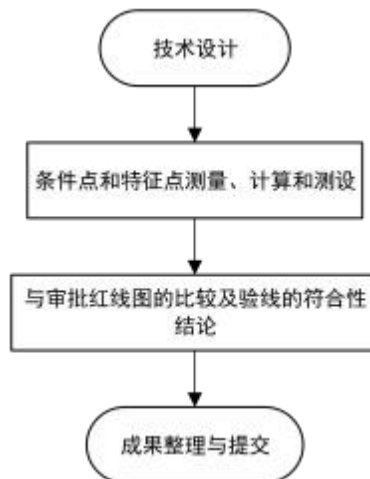 技术设计
条件点和特征点测量、计算和测设
与审批红线图的比较及验线的符合性
结论
成果整理与提交